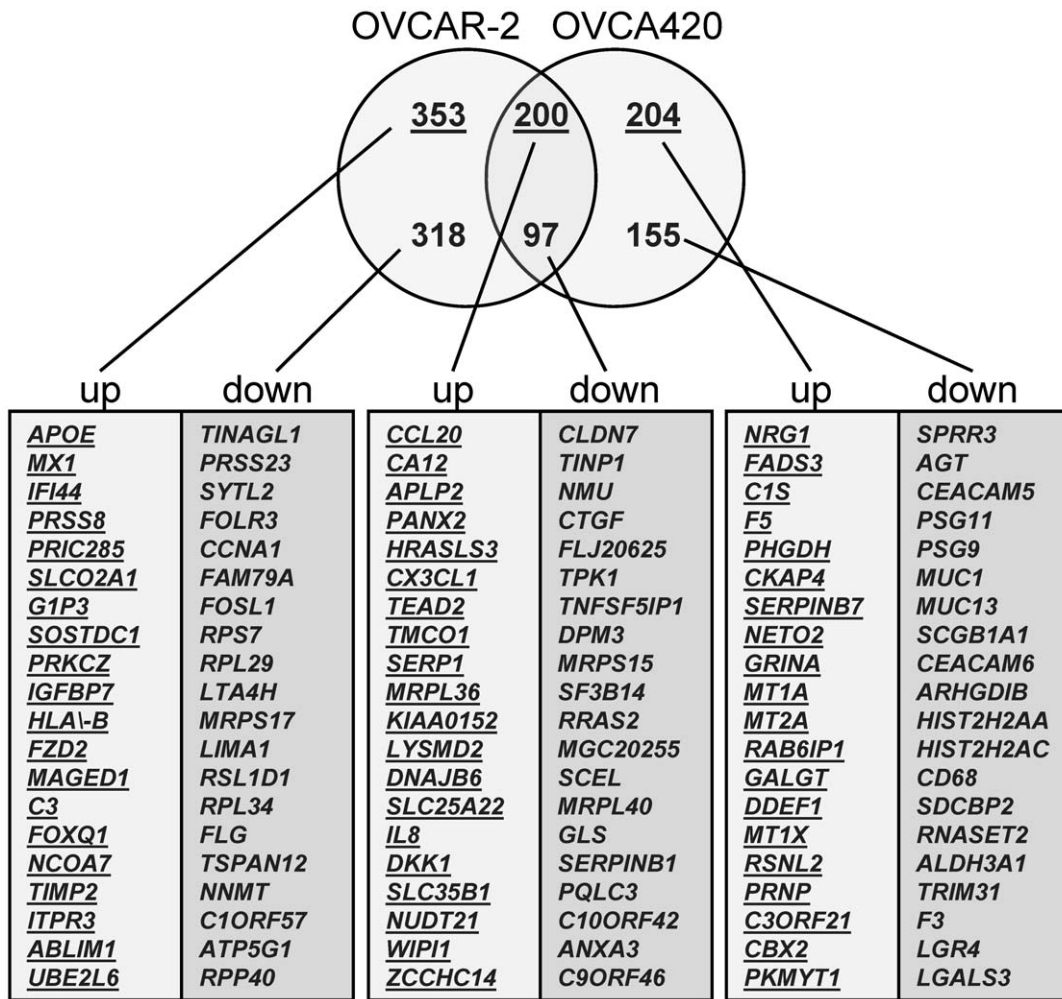 OVCAR-2 OVCA420
353 200 204
318 97 155
up down up down up down
APOE TINAGL1 CCL20 CLDN7 NRG1 SPRR3
MX1 PRSS23 CA12 TINP1 FADS3 AGT
IFI44 SYTL2 APLP2 NMU C1S CEACAM5
PRSS8 FOLR3 PANX2 CTGF F5 PSG11
PRIC285 CCNA1 HRASLS3 FLJ20625 PHGDH PSG9
SLCO2A1 FAM79A CX3CL1 TPK1 CKAP4 MUC1
G1P3 FOSL1 TEAD2 TNFSF5IP1 SERPINB7 MUC13
SOSTDC1 RPS7 TMCO1 DPM3 NETO2 SCGB1A1
PRKCZ RPL29 SERP1 MRPS15 GRINA CEACAM6
IGFBP7 LTA4H MRPL36 SF3B14 MT1A ARHGDIB
HLA\-B MRPS17 KIAA0152 RRAS2 MT2A HIST2H2AA
FZD2 LIMA1 LYSMD2 MGC20255 RAB6IP1 HIST2H2AC
MAGED1 RSL1D1 DNAJB6 SCEL GALGT CD68
C3 RPL34 SLC25A22 MRPL40 DDEF1 SDCBP2
FOXQ1 FLG IL8 GLS MT1X RNASET2
NCOA7 TSPAN12 DKK1 SERPINB1 RSNL2 ALDH3A1
TIMP2 NNMT SLC35B1 PQLC3 PRNP TRIM31
ITPR3 C1ORF57 NUDT21 C10ORF42 C3ORF21 F3
ABLIM1 ATP5G1 WIPI1 ANXA3 CBX2 LGR4
UBE2L6 RPP40 ZCCHC14 C9ORF46 PKMYT1 LGALS3